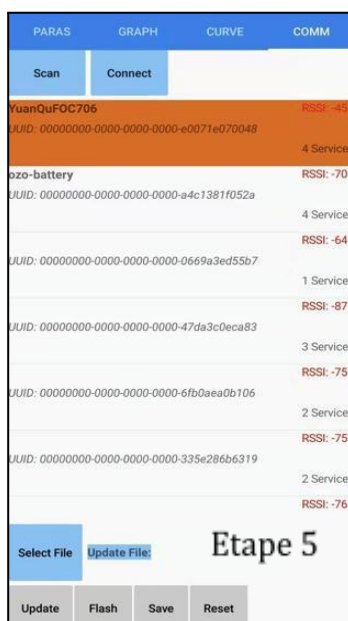 PARAS GRAPH CURVE COMM
Scan Connect
YuanQuFOC706 RSSI: -45
UUID: 00000000-0000-0000-0000-e0071e070048
4 Service
ozo-battery RSSI: -70
UUID: 00000000-0000-0000-0000-a4c1381f052a
4 Service
RSSI: -64
UUID: 00000000-0000-0000-0000-0669a3ed55b7
1 Service
RSSI: -87
UUID: 00000000-0000-0000-0000-47da3c0eca83
3 Service
RSSI: -75
UUID: 00000000-0000-0000-0000-6fb0aea0b106
2 Service
RSSI: -75
UUID: 00000000-0000-0000-0000-335e286b6319
2 Service
RSSI: -76
Select File Update File: Etape 5
Update Flash Save Reset